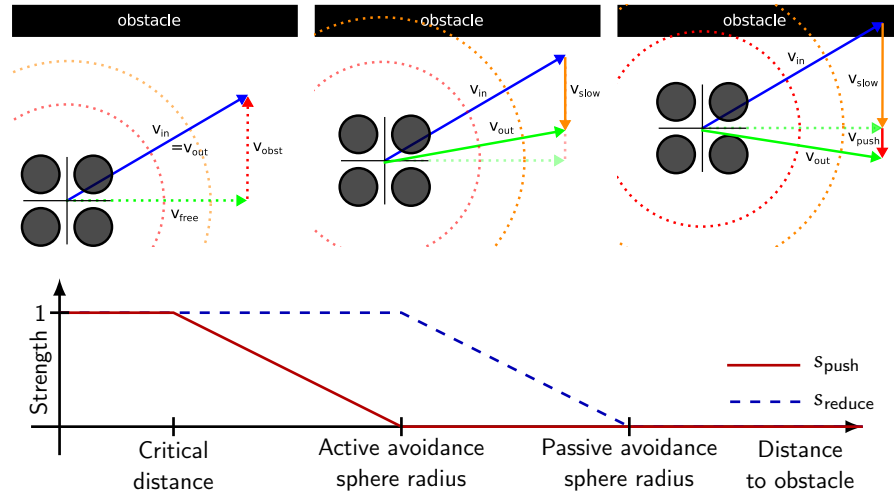 obstacle
obstacle
obstacle
v_in
=v_out
v_obst
v_free
v_in
v_slow
v_out
v_in
v_slow
v_push
v_out
Strength
1
s_push
s_reduce
Critical
distance
Active avoidance
sphere radius
Passive avoidance
sphere radius
Distance
to obstacle